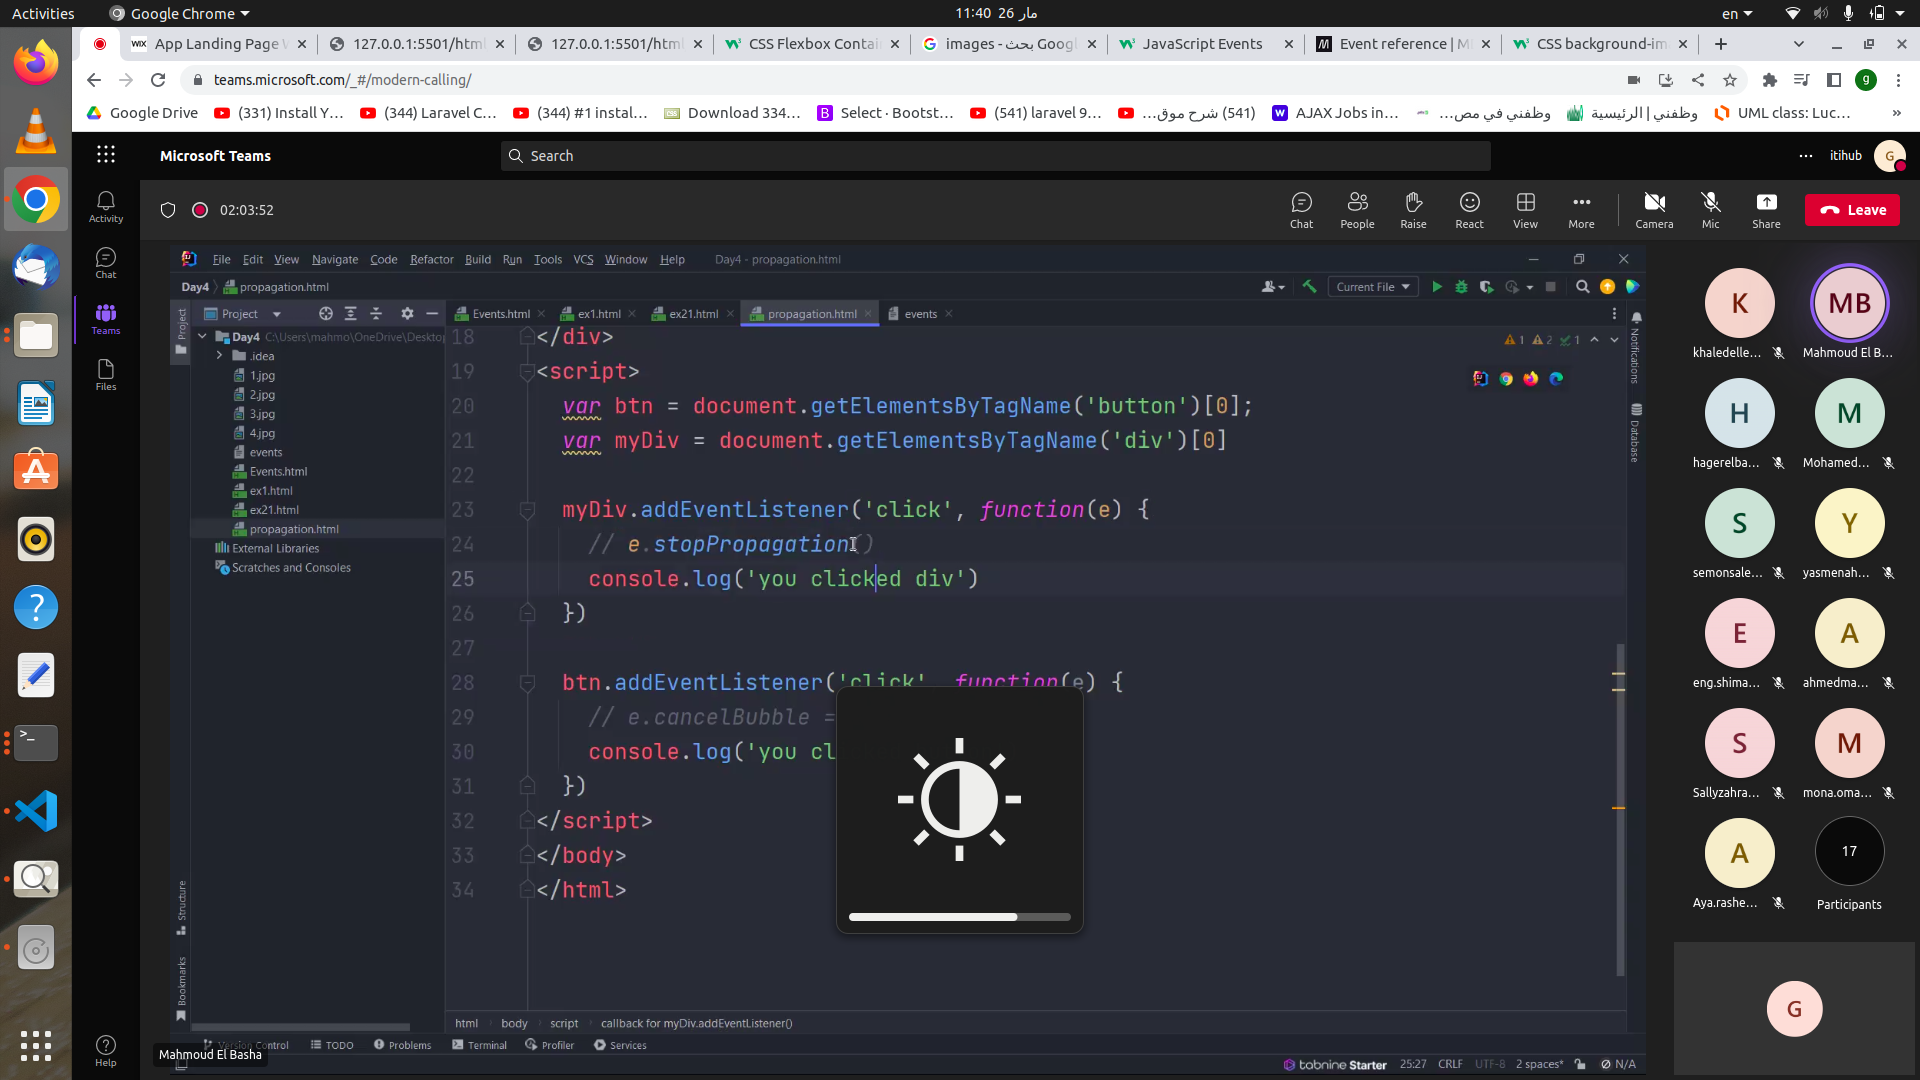 Activities
Google Chrome
11:40 26 مار
en
App Landing Page W
127.0.0.1:5501/html
127.0.0.1:5501/html
CSS Flexbox Contai
images - بحث Goog
JavaScript Events
Event reference | M
CSS background-im
teams.microsoft.com/_#/modern-calling/
g
Google Drive
(331) Install Y...
(344) Laravel C...
(344) #1 instal...
Download 334...
Select · Bootst...
(541) laravel 9...
(541) شرح موق...
AJAX Jobs in...
وظفني في مص...
وظفني | الرئيسية
UML class: Luc...
»
Microsoft Teams
Search
itihub
G
Activity
Chat
Teams
Files
Help
02:03:52
Chat
People
Raise
React
View
More
Camera
Mic
Share
Leave
File Edit View Navigate Code Refactor Build Run Tools VCS Window Help
Day4 - propagation.html
Day4 propagation.html
Current File
Project
Events.html
ex1.html
ex21.html
propagation.html
events
Project
Day4 C:\Users\mahmo\OneDrive\Desktop
.idea
1.jpg
2.jpg
3.jpg
4.jpg
events
Events.html
ex1.html
ex21.html
propagation.html
External Libraries
Scratches and Consoles
Structure
Bookmarks
1 2 1
Notifications
Database
18 </div>
19 <script>
20 var btn = document.getElementsByTagName('button')[0];
21 var myDiv = document.getElementsByTagName('div')[0]
22
23 myDiv.addEventListener('click', function(e) {
24 // e.stopPropagation()
25 console.log('you clicked div')
26 })
27
28 btn.addEventListener('click', function(e) {
29 // e.cancelBubble =
30 console.log('you cl
31 })
32 </script>
33 </body>
34 </html>
html body script callback for myDiv.addEventListener()
Version Control
TODO
Problems
Terminal
Profiler
Services
Mahmoud El Basha
tabnine Starter
25:27 CRLF UTF-8 2 spaces* N/A
K
khaledelle...
MB
Mahmoud El B...
H
hagerelba...
M
Mohamed...
S
semonsale...
Y
yasmenah...
E
eng.shima...
A
ahmedma...
S
Sallyzahra...
M
mona.oma...
A
Aya.rashe...
17
Participants
G